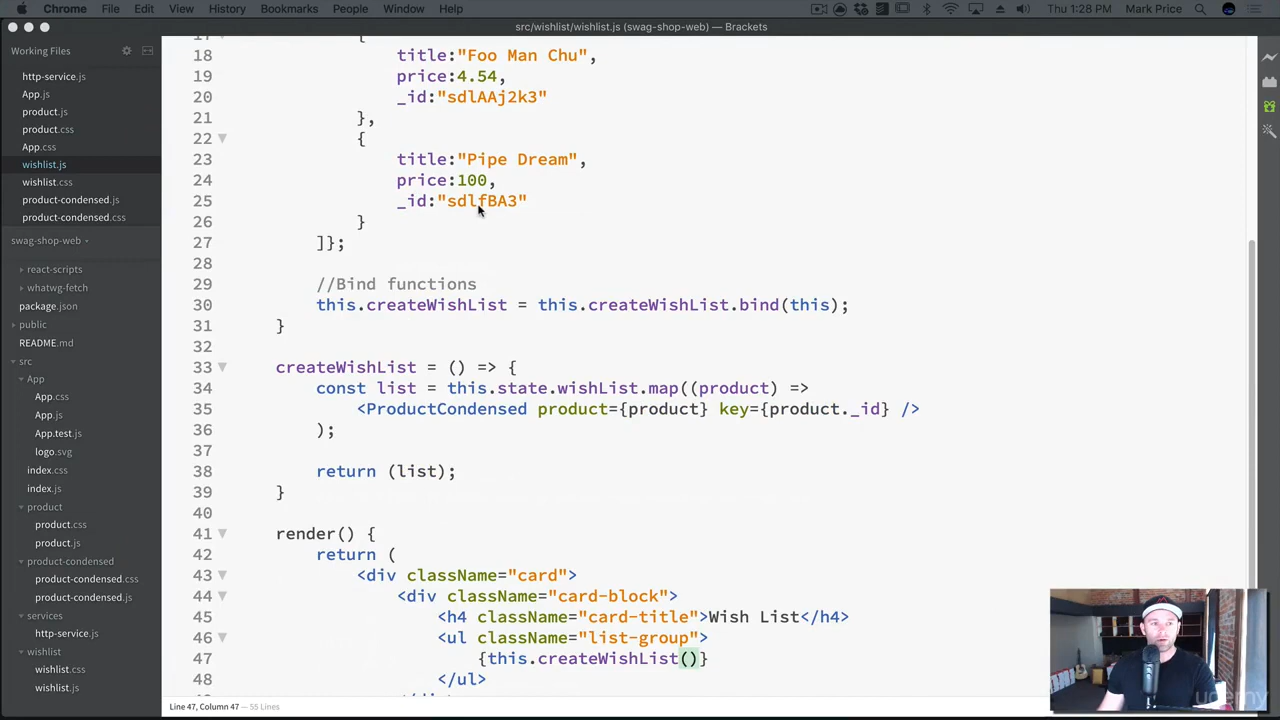 Chrome File Edit View History Bookmarks People Window Help
Thu 1:28 PM Mark Price
src/wishlist/wishlist.js (swag-shop-web) — Brackets
Working Files
http-service.js
App.js
product.js
product.css
App.css
wishlist.js
wishlist.css
product-condensed.js
product-condensed.css
swag-shop-web
react-scripts
whatwg-fetch
package.json
public
README.md
src
App
App.css
App.js
App.test.js
logo.svg
index.css
index.js
product
product.css
product.js
product-condensed
product-condensed.css
product-condensed.js
services
http-service.js
wishlist
wishlist.css
wishlist.js
17 {
18 title:"Foo Man Chu",
19 price:4.54,
20 _id:"sdlAAj2k3"
21 },
22 {
23 title:"Pipe Dream",
24 price:100,
25 _id:"sdlfBA3"
26 }
27 ]};
28
29 //Bind functions
30 this.createWishList = this.createWishList.bind(this);
31 }
32
33 createWishList = () => {
34 const list = this.state.wishList.map((product) =>
35 <ProductCondensed product={product} key={product._id} />
36 );
37
38 return (list);
39 }
40
41 render() {
42 return (
43 <div className="card">
44 <div className="card-block">
45 <h4 className="card-title">Wish List</h4>
46 <ul className="list-group">
47 {this.createWishList()}
48 </ul>
Line 47, Column 47 — 55 Lines
udemy